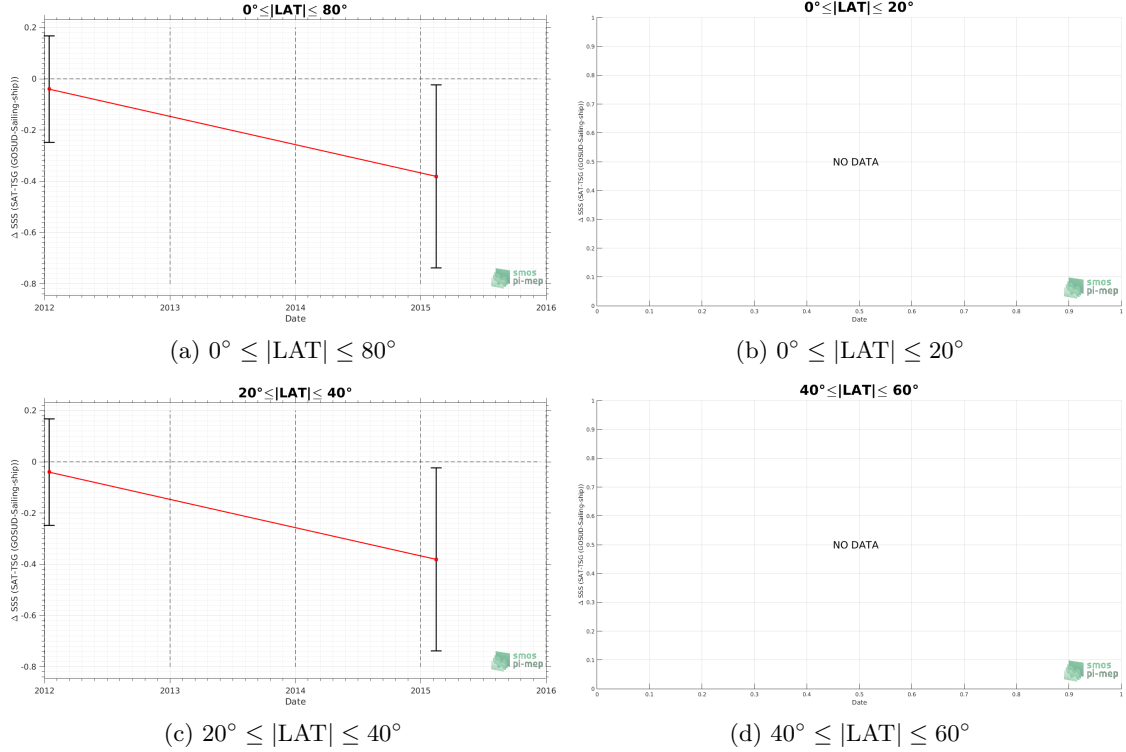 0°≤|LAT|≤ 80°
Δ SSS (SAT-TSG (GOSUD-Sailing-ship))
0.2
0
-0.2
-0.4
-0.6
-0.8
2012 2013 2014 2015 2016
Date
smos
pi-mep
(a) 0° ≤ |LAT| ≤ 80°
0°≤|LAT|≤ 20°
Δ SSS (SAT-TSG (GOSUD-Sailing-ship))
1
0.9
0.8
0.7
0.6
0.5
0.4
0.3
0.2
0.1
0
NO DATA
0 0.1 0.2 0.3 0.4 0.5 0.6 0.7 0.8 0.9 1
Date
smos
pi-mep
(b) 0° ≤ |LAT| ≤ 20°
20°≤|LAT|≤ 40°
Δ SSS (SAT-TSG (GOSUD-Sailing-ship))
0.2
0
-0.2
-0.4
-0.6
-0.8
2012 2013 2014 2015 2016
Date
smos
pi-mep
(c) 20° ≤ |LAT| ≤ 40°
40°≤|LAT|≤ 60°
Δ SSS (SAT-TSG (GOSUD-Sailing-ship))
1
0.9
0.8
0.7
0.6
0.5
0.4
0.3
0.2
0.1
0
NO DATA
0 0.1 0.2 0.3 0.4 0.5 0.6 0.7 0.8 0.9 1
Date
smos
pi-mep
(d) 40° ≤ |LAT| ≤ 60°